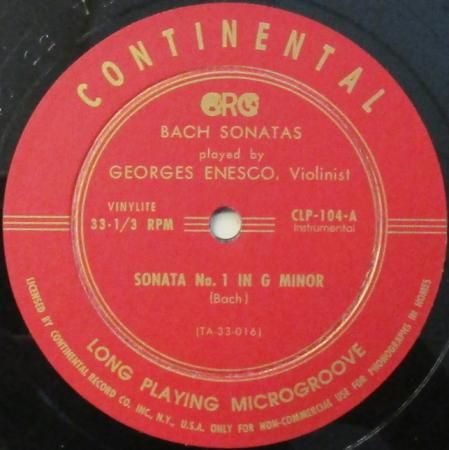 CONTINENTAL
CRC
BACH SONATAS
played by
GEORGES ENESCO, Violinist
VINYLITE
33-1/3 RPM
CLP-104-A
Instrumental
SONATA No. 1 IN G MINOR
(Bach)
(TA-33-016)
LONG PLAYING MICROGROOVE
LICENSED BY CONTINENTAL RECORD CO. INC., N.Y., U.S.A. ONLY FOR NON-COMMERCIAL USE FOR PHONOGRAPHS IN HOMES